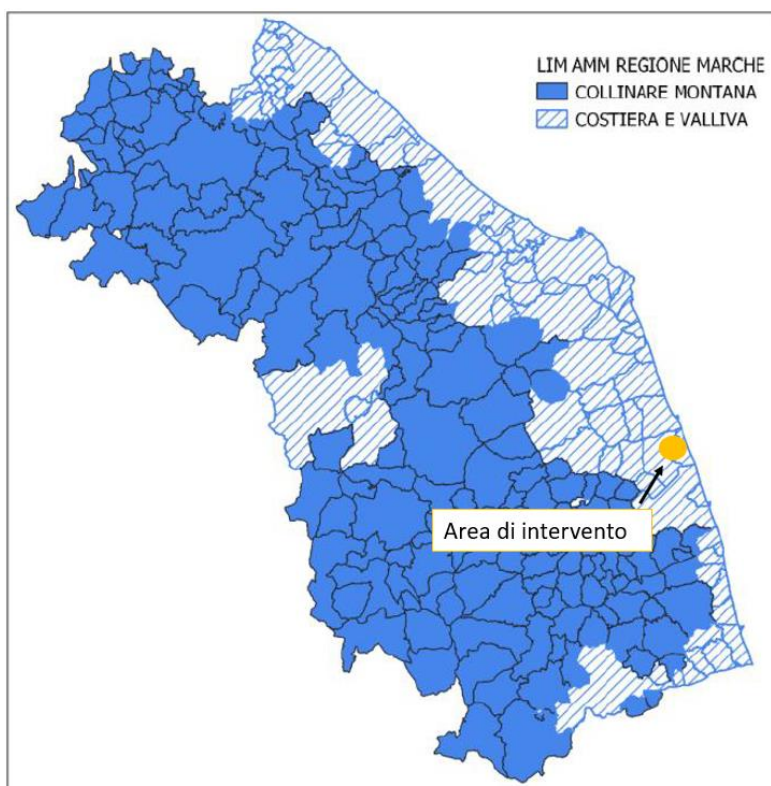 LIM AMM REGIONE MARCHE
COLLINARE MONTANA
COSTIERA E VALLIVA
Area di intervento